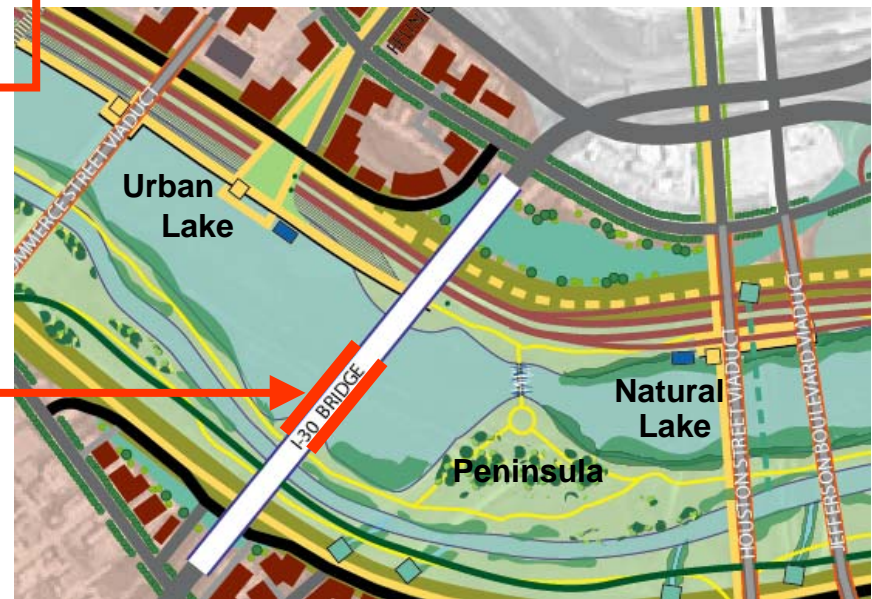 COMMERCE STREET VIADUCT
Urban
Lake
I-30 BRIDGE
Natural
Lake
Peninsula
HOUSTON STREET VIADUCT
JEFFERSON BOULEVARD VIADUCT